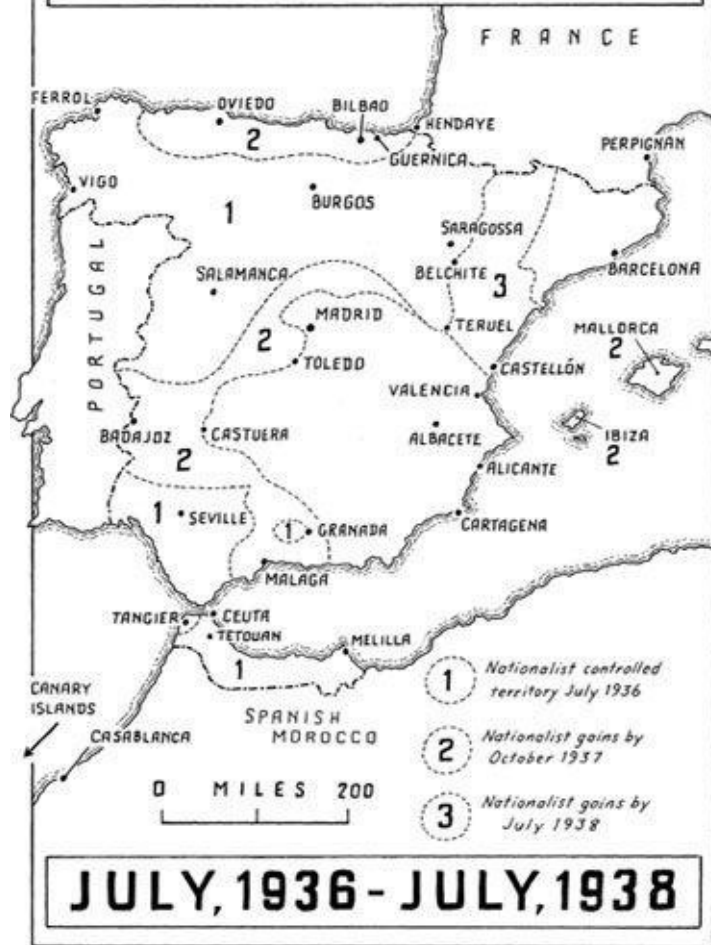 FRANCE
FERROL
OVIEDO
BILBAO
HENDAYE
2
GUERNICA
PERPIGNAN
VIGO
1
BURGOS
SARAGOSSA
BELCHITE
BARCELONA
PORTUGAL
SALAMANCA
3
MADRID
2
TERUEL
MALLORCA
2
TOLEDO
CASTELLÓN
VALENCIA
BADAJOZ
CASTUERA
ALBACETE
IBIZA
2
2
ALICANTE
1
SEVILLE
1
GRANADA
CARTAGENA
MALAGA
TANGIER
CEUTA
TETOUAN
MELILLA
1
CANARY
ISLANDS
CASABLANCA
SPANISH
MOROCCO
1 Nationalist controlled
territory July 1936
2 Nationalist gains by
October 1937
3 Nationalist gains by
July 1938
0 MILES 200
JULY, 1936 - JULY, 1938